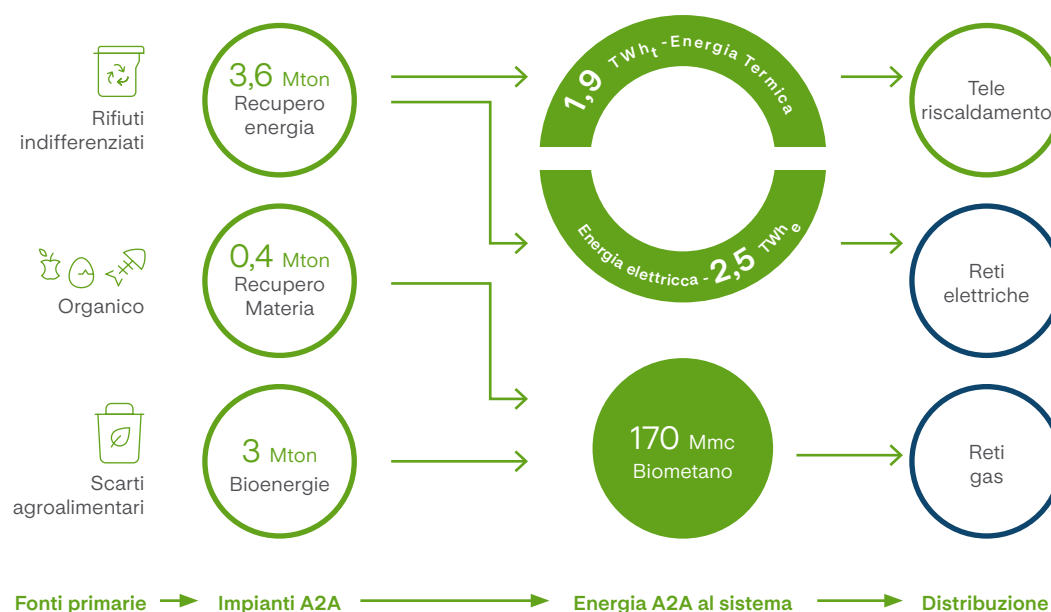 Rifiuti
indifferenziati
3,6 Mton
Recupero
energia
1,9 TWht - Energia Termica
Tele
riscaldamento
Organico
0,4 Mton
Recupero
Materia
Energia elettricca - 2,5 TWh e
Reti
elettriche
Scarti
agroalimentari
3 Mton
Bioenergie
170 Mmc
Biometano
Reti
gas
Fonti primarie
Impianti A2A
Energia A2A al sistema
Distribuzione